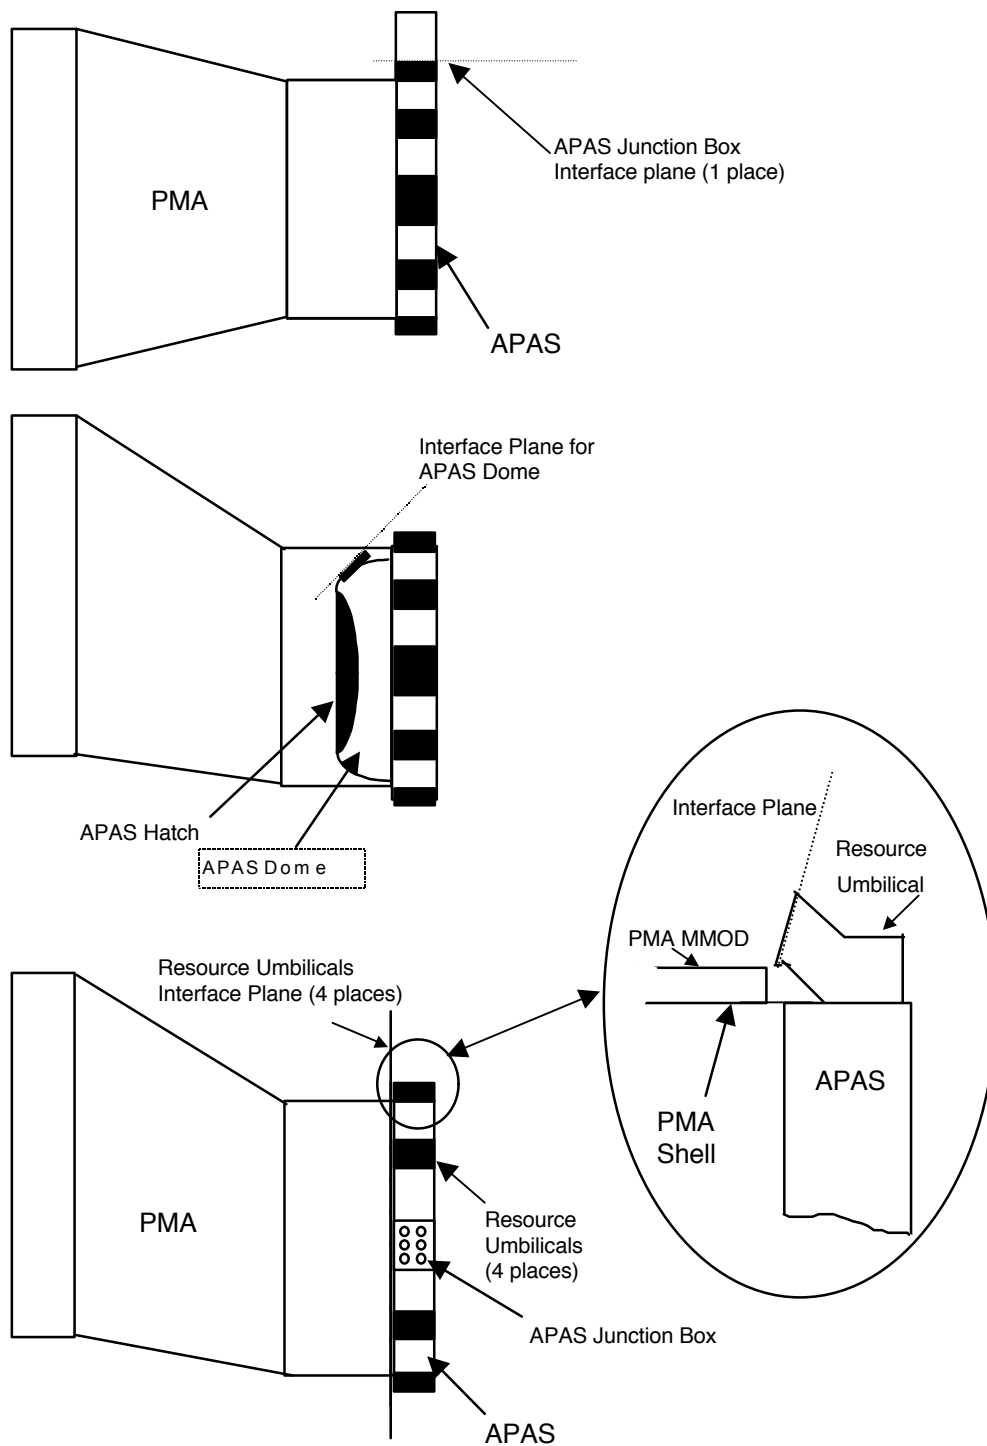 APAS Junction Box
Interface plane (1 place)
PMA
APAS
Interface Plane for
APAS Dome
APAS Hatch
APAS Dome
Interface Plane
Resource
Umbilical
PMA MMOD
APAS
PMA
Shell
Resource Umbilicals
Interface Plane (4 places)
PMA
Resource
Umbilicals
(4 places)
APAS Junction Box
APAS